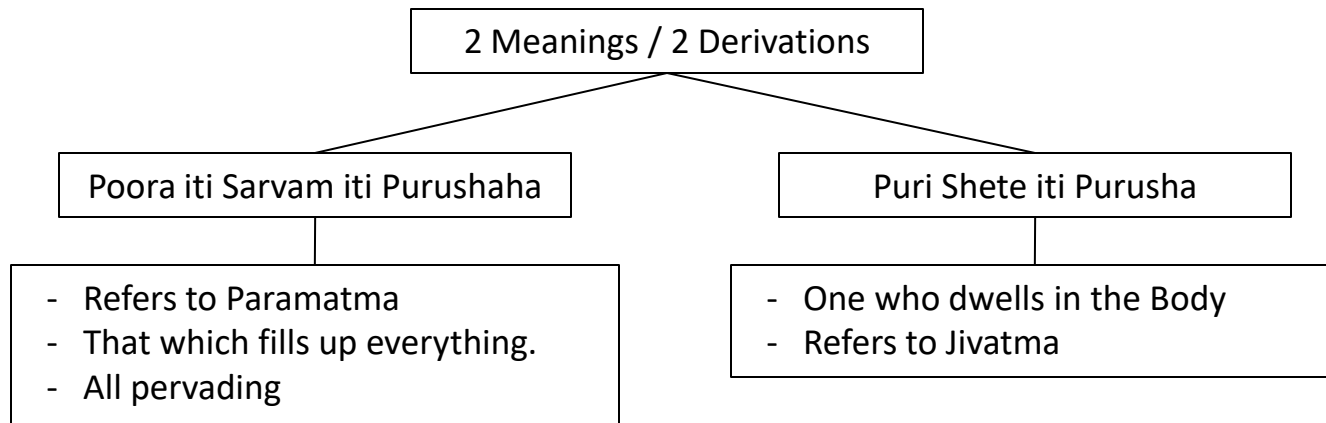 2 Meanings / 2 Derivations
Poora iti Sarvam iti Purushaha
Puri Shete iti Purusha
- Refers to Paramatma
- That which fills up everything.
- All pervading
- One who dwells in the Body
- Refers to Jivatma